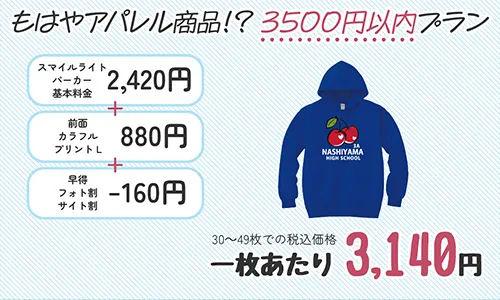 もはやアパレル商品!? 3500円以内プラン
スマイルライト
パーカー
基本料金
2,420円
+
前面
カラフル
プリントL
880円
+
早得
フォト割
サイト割
-160円
3A
NASHIYAMA
HIGH SCHOOL
30〜49枚での税込価格
一枚あたり 3,140円